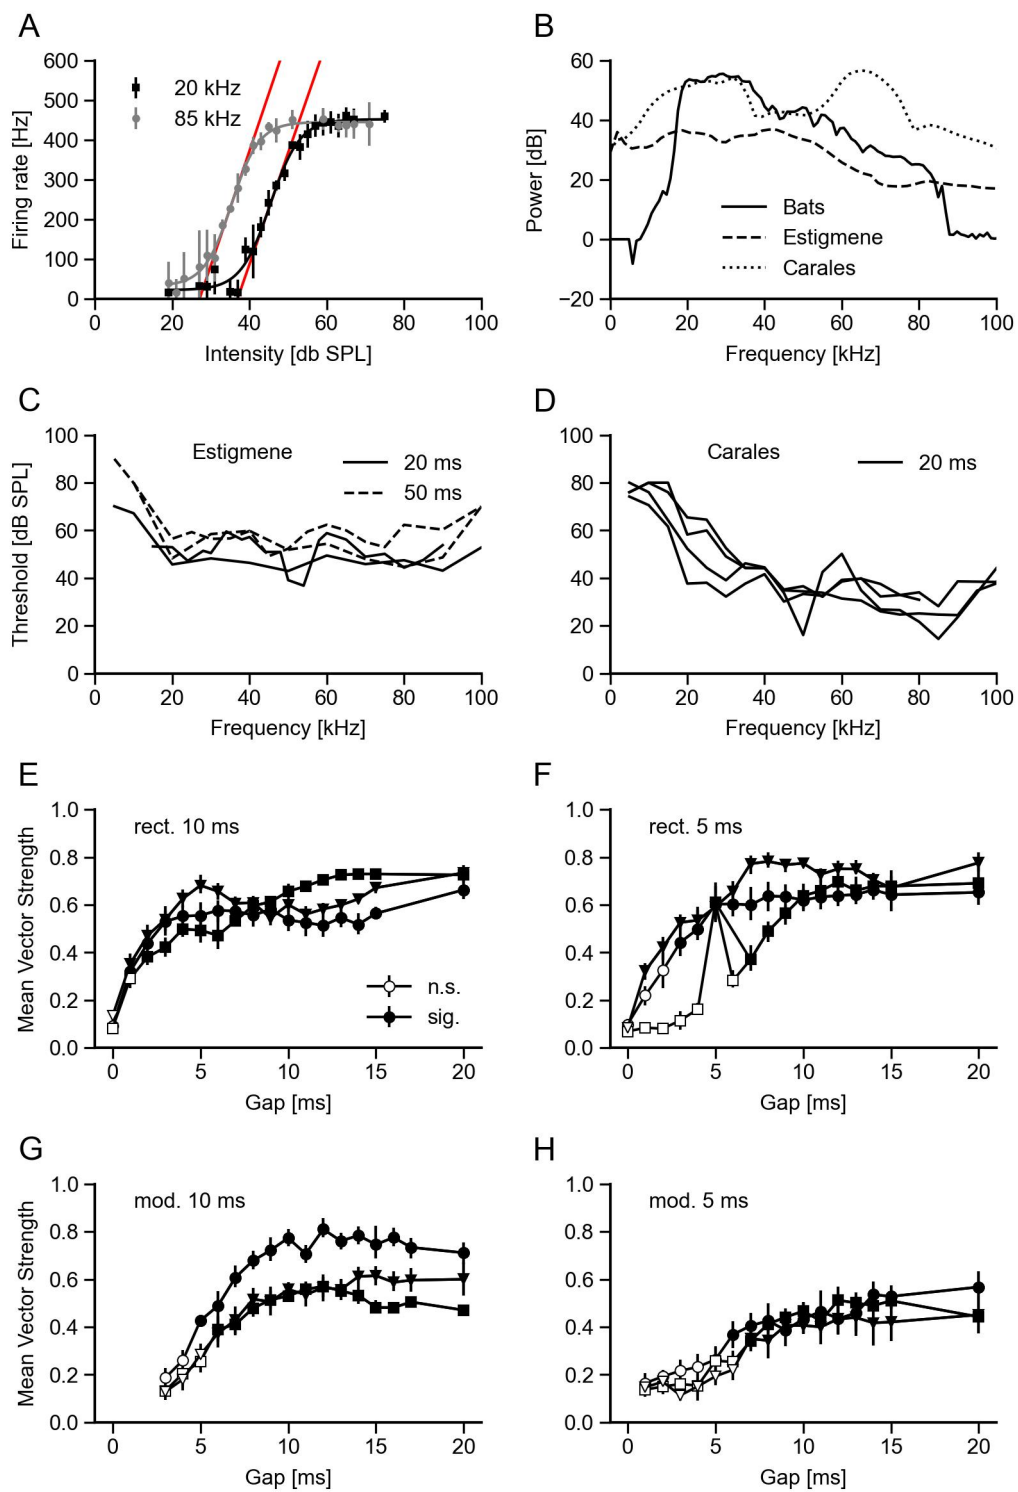 A
600
500
400
300
200
100
0
Firing rate [Hz]
20 kHz
85 kHz
0 20 40 60 80 100
Intensity [db SPL]
B
60
40
20
0
−20
Power [dB]
Bats
Estigmene
Carales
0 20 40 60 80 100
Frequency [kHz]
C
100
80
60
40
20
0
Threshold [dB SPL]
Estigmene
20 ms
50 ms
0 20 40 60 80 100
Frequency [kHz]
D
100
80
60
40
20
0
Carales
20 ms
0 20 40 60 80 100
Frequency [kHz]
E
1.0
0.8
0.6
0.4
0.2
0.0
Mean Vector Strength
rect. 10 ms
n.s.
sig.
0 5 10 15 20
Gap [ms]
F
1.0
0.8
0.6
0.4
0.2
0.0
rect. 5 ms
0 5 10 15 20
Gap [ms]
G
1.0
0.8
0.6
0.4
0.2
0.0
Mean Vector Strength
mod. 10 ms
0 5 10 15 20
Gap [ms]
H
1.0
0.8
0.6
0.4
0.2
0.0
mod. 5 ms
0 5 10 15 20
Gap [ms]